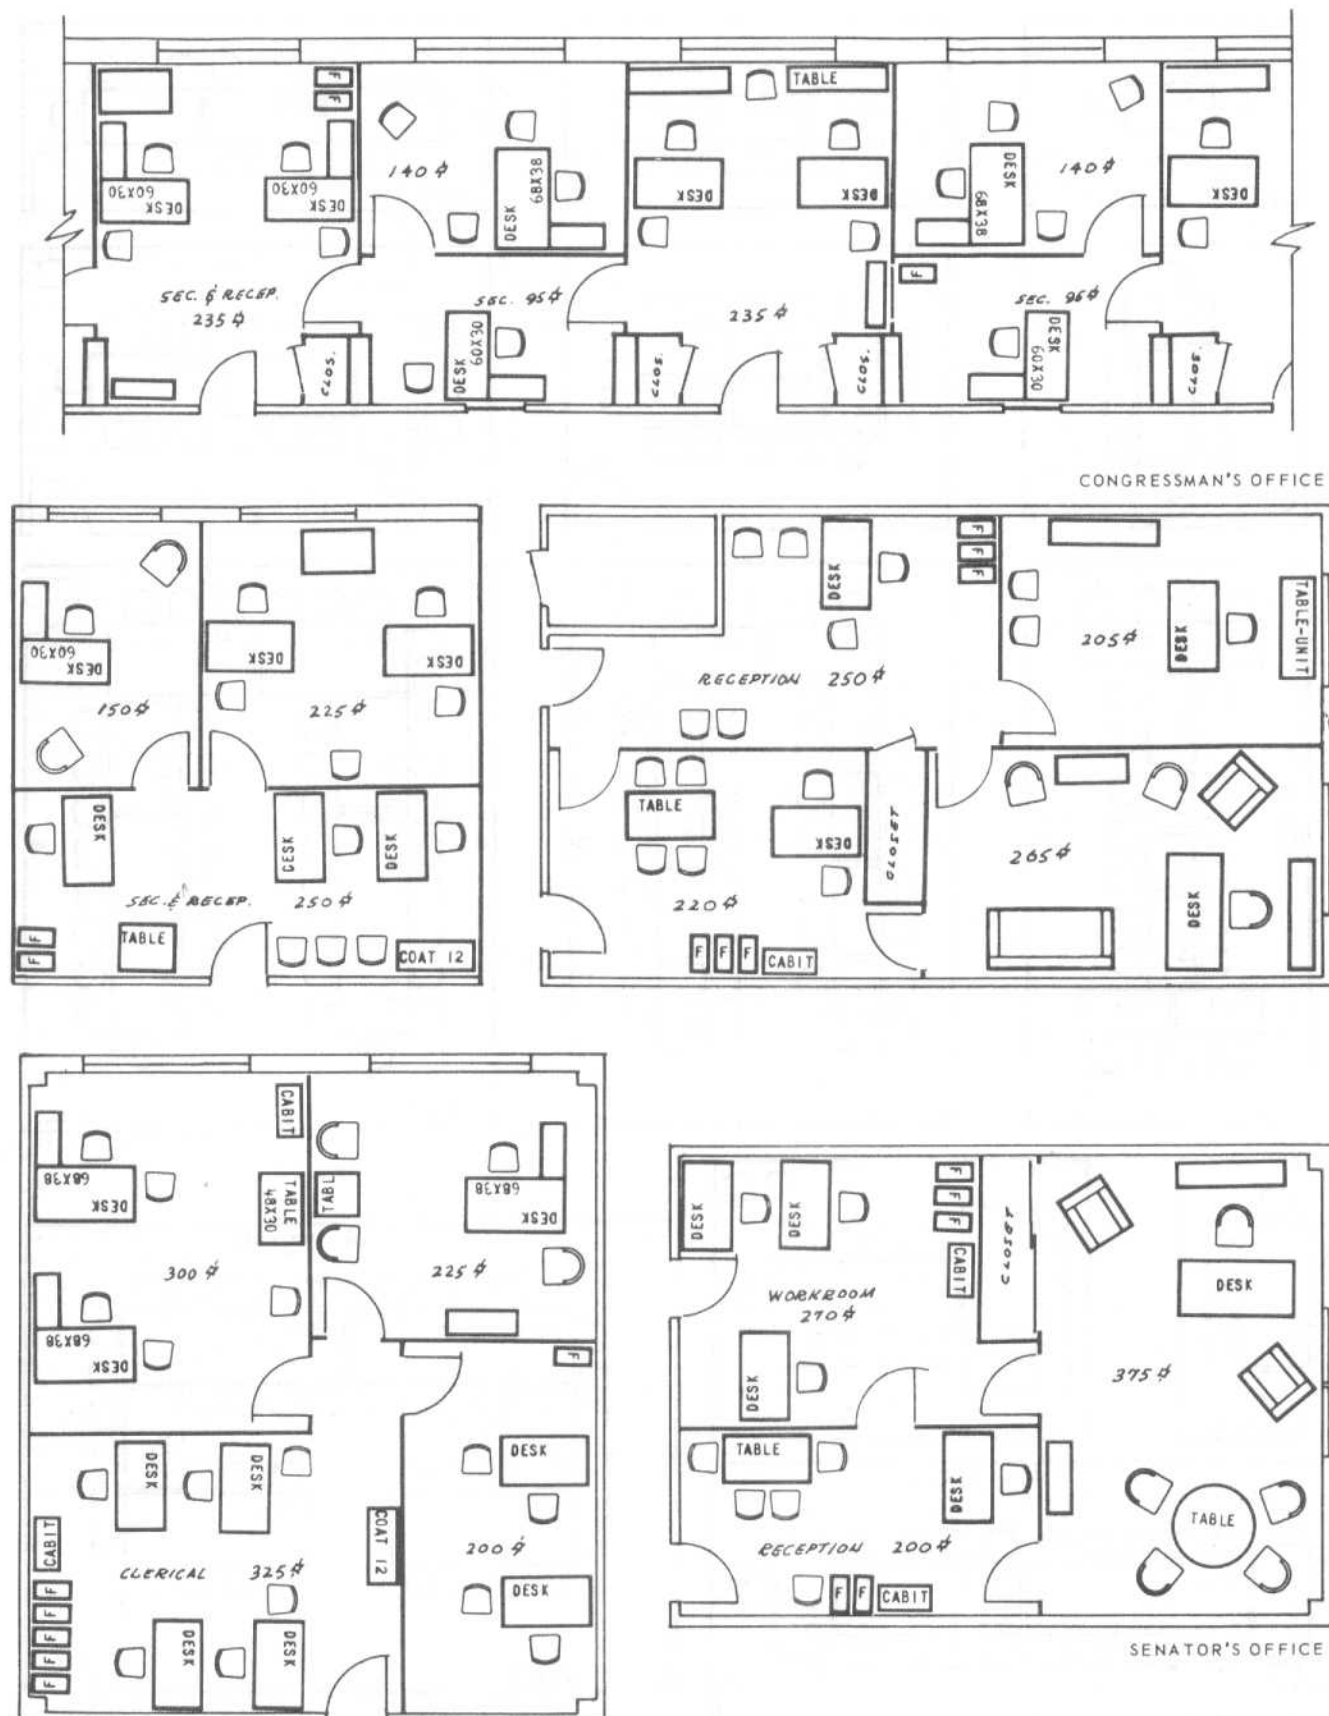 F
F
TABLE
60X30
DESK
60X30
DESK
140 ⌀
68X38
DESK
DESK
DESK
DESK
68X38
140 ⌀
DESK
SEC. & RECEP.
235 ⌀
SEC. 95 ⌀
235 ⌀
F
SEC. 95 ⌀
DESK
60X30
CLOS.
CLOS.
CLOS.
DESK
60X30
CLOS.
CONGRESSMAN'S OFFICE
60X30
DESK
DESK
DESK
150 ⌀
225 ⌀
DESK
DESK
DESK
SEC. & RECEP. 250 ⌀
F
F
TABLE
COAT 12
DESK
F
F
F
205 ⌀
DESK
TABLE-UNIT
RECEPTION 250 ⌀
TABLE
DESK
CLOSET
265 ⌀
220 ⌀
DESK
F
F
F
CABIT
CABIT
68X38
DESK
TABLE
48X30
TABL
68X38
DESK
300 ⌀
225 ⌀
68X38
DESK
F
DESK
DESK
DESK
CABIT
COAT 12
200 ⌀
CLERICAL 325 ⌀
DESK
F
F
F
F
F
DESK
DESK
DESK
DESK
F
F
F
CABIT
CLOSET
DESK
WORKROOM
270 ⌀
DESK
375 ⌀
TABLE
DESK
TABLE
RECEPTION 200 ⌀
F
F
CABIT
SENATOR'S OFFICE